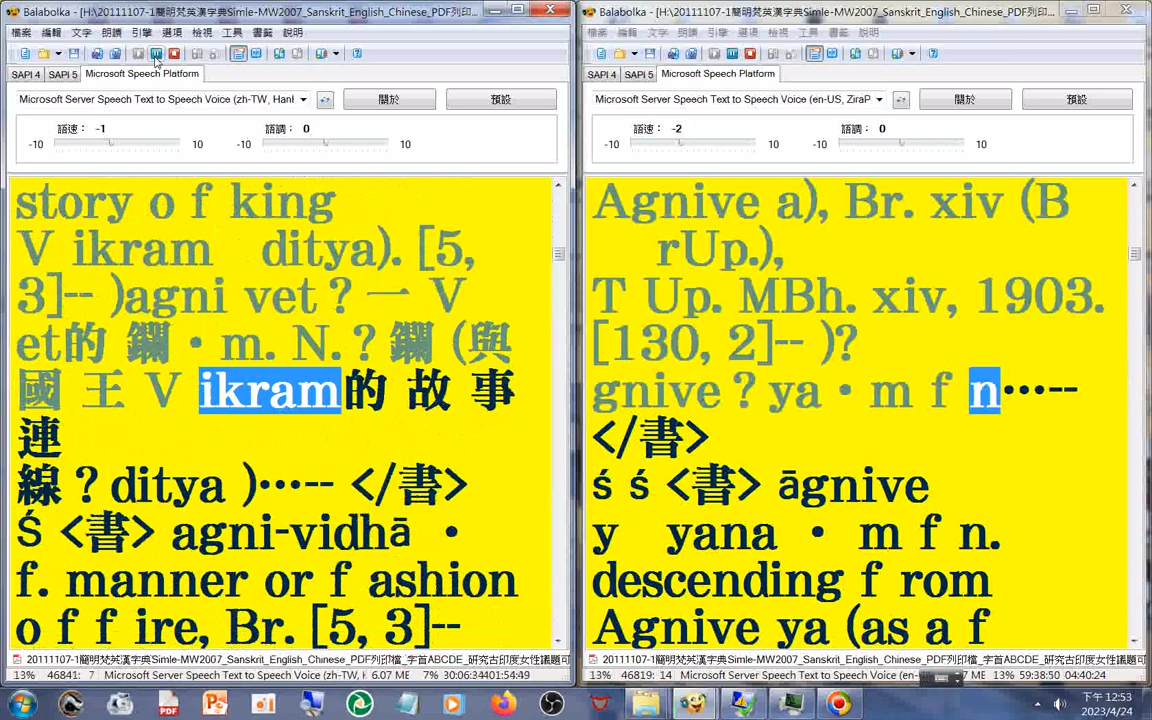 Balabolka - [H:\20111107-1簡明梵英漢字典Simle-MW2007_Sanskrit_English_Chinese_PDF列印...
檔案 編輯 文字 朗讀 引擎 選項 檢視 工具 書籤 說明
SAPI 4 SAPI 5 Microsoft Speech Platform
Microsoft Server Speech Text to Speech Voice (zh-TW, Hanl
關於
預設
語速: -1 語調: 0
-10 10 -10 10
story o f king
V ikram ditya). [5,
3]-- )agni vet ? 一 V
et的 鑭 • m. N. ? 鑭 (與
國 王 V ikram的 故 事
連
線 ? ditya )…-- </書>
Ś <書> agni-vidhā •
f. manner or f ashion
o f f ire, Br. [5, 3]--
20111107-1簡明梵英漢字典Simle-MW2007_Sanskrit_English_Chinese_PDF列印檔_字首ABCDE_研究古印度女性議題可
13% 46841: 7 Microsoft Server Speech Text to Speech Voice (zh-TW, H 6.07 MB 7% 30:06:34401:54:49
Balabolka - [H:\20111107-1簡明梵英漢字典Simle-MW2007_Sanskrit_English_Chinese_PDF列印...
檔案 編輯 文字 朗讀 引擎 選項 檢視 工具 書籤 說明
SAPI 4 SAPI 5 Microsoft Speech Platform
Microsoft Server Speech Text to Speech Voice (en-US, ZiraP
關於
預設
語速: -2 語調: 0
-10 10 -10 10
Agnive a), Br. xiv (B
rUp.),
T Up. MBh. xiv, 1903.
[130, 2]-- )?
gnive ? ya • m f n…--
</書>
ś ś <書> āgnive
y yana • m f n.
descending f rom
Agnive ya (as a f
20111107-1簡明梵英漢字典Simle-MW2007_Sanskrit_English_Chinese_PDF列印檔_字首ABCDE_研究古印度女性議題可
13% 46819: 14 Microsoft Server Speech Text to Speech Voice 13% 59:38:50 04:40:24
下午 12:53
2023/4/24